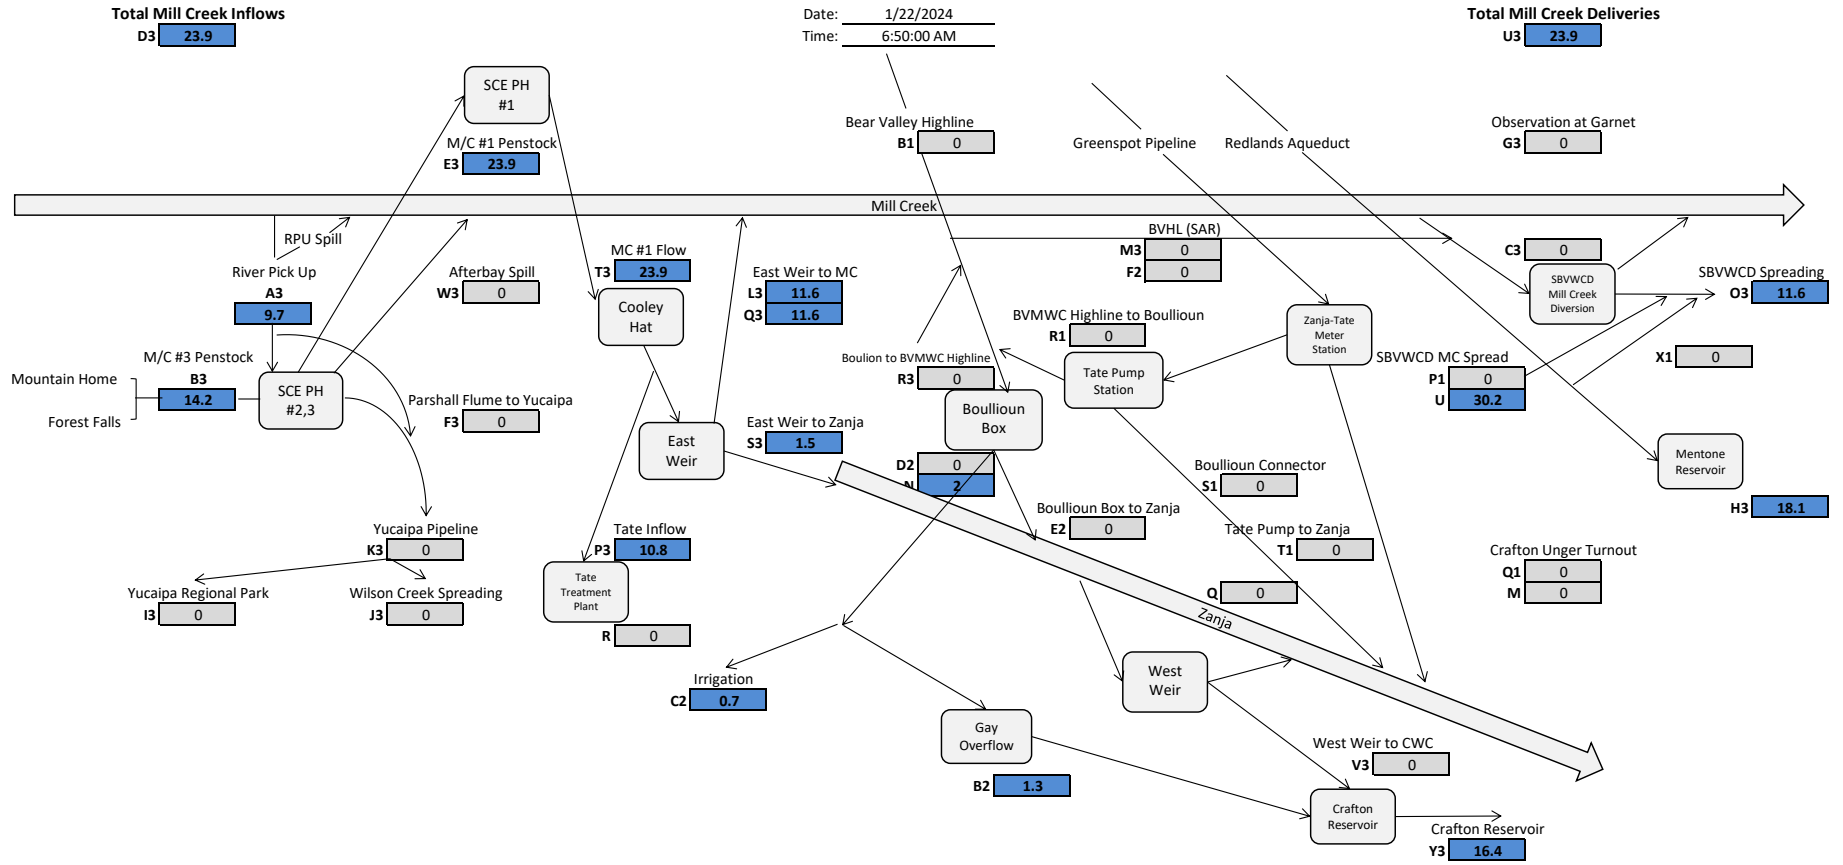 Total Mill Creek Inflows
D3 23.9
Date: 1/22/2024
Time: 6:50:00 AM
Total Mill Creek Deliveries
U3 23.9
SCE PH
#1
M/C #1 Penstock
E3 23.9
Bear Valley Highline
B1 0
Greenspot Pipeline
Redlands Aqueduct
Observation at Garnet
G3 0
Mill Creek
RPU Spill
River Pick Up
A3
9.7
Afterbay Spill
W3 0
MC #1 Flow
T3 23.9
Cooley
Hat
East Weir to MC
L3 11.6
Q3 11.6
BVHL (SAR)
M3 0
F2 0
C3 0
SBVWCD
Mill Creek
Diversion
SBVWCD Spreading
O3 11.6
M/C #3 Penstock
B3
14.2
Mountain Home
Forest Falls
SCE PH
#2,3
Parshall Flume to Yucaipa
F3 0
BVMWC Highline to Boullioun
R1 0
Boulion to BVMWC Highline
R3 0
Tate Pump
Station
Zanja-Tate
Meter
Station
SBVWCD MC Spread
P1 0
U 30.2
X1 0
Boullioun
Box
East
Weir
East Weir to Zanja
S3 1.5
D2 0
N 2
Boullioun Connector
S1 0
Mentone
Reservoir
H3 18.1
Boullioun Box to Zanja
E2 0
Tate Pump to Zanja
T1 0
Yucaipa Pipeline
K3 0
Tate Inflow
P3 10.8
Tate
Treatment
Plant
R 0
Yucaipa Regional Park
I3 0
Wilson Creek Spreading
J3 0
Crafton Unger Turnout
Q1 0
M 0
Q 0
Zanja
Irrigation
C2 0.7
West
Weir
Gay
Overflow
B2 1.3
West Weir to CWC
V3 0
Crafton
Reservoir
Crafton Reservoir
Y3 16.4